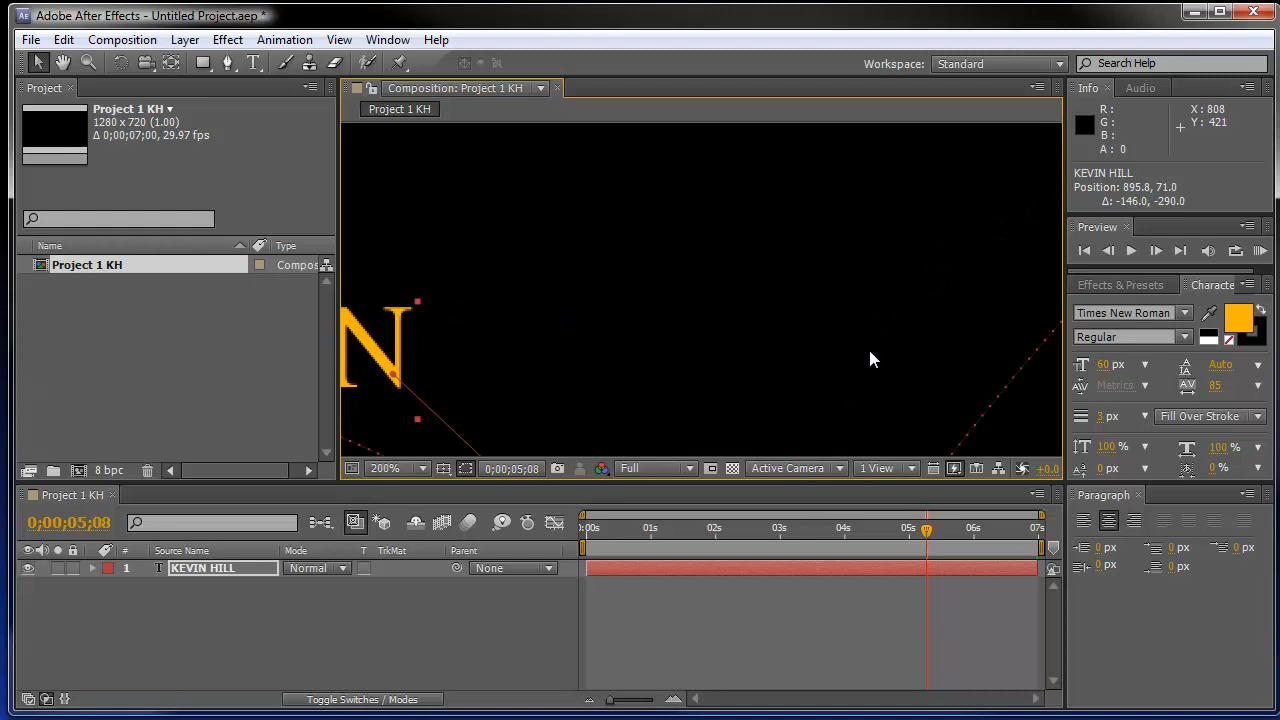 Adobe After Effects - Untitled Project.aep *
File Edit Composition Layer Effect Animation View Window Help
Workspace: Standard Search Help
Project
Composition: Project 1 KH
Info Audio
Project 1 KH
1280 x 720 (1.00)
Δ 0;00;07;00, 29.97 fps
Project 1 KH
R :
G :
B :
A : 0
X : 808
Y : 421
KEVIN HILL
Position: 895.8, 71.0
Δ: -146.0, -290.0
Preview
Name Type
Project 1 KH Compos
Effects & Presets Characte
Times New Roman
Regular
60 px Auto
Metrics 85
3 px Fill Over Stroke
100 % 100 %
0 px 0 %
N
8 bpc
200% 0;00;05;08 Full Active Camera 1 View +0.0
Project 1 KH
Paragraph
0;00;05;08
0:00s 01s 02s 03s 04s 05s 06s 07s
# Source Name Mode T TrkMat Parent
1 T KEVIN HILL Normal None
0 px 0 px 0 px
0 px 0 px
Toggle Switches / Modes